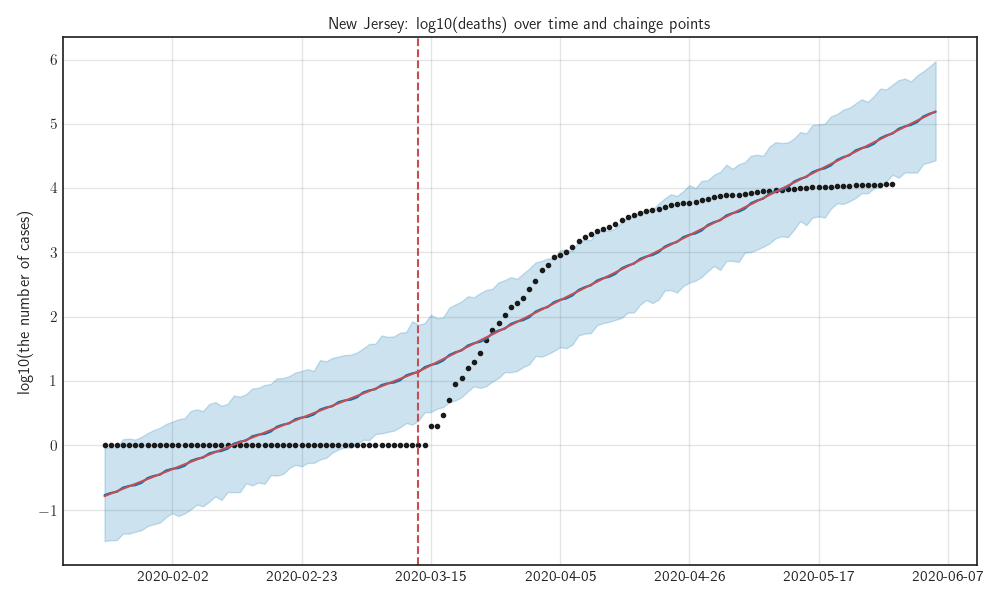 New Jersey: log10(deaths) over time and chainge points
log10(the number of cases)
6
5
4
3
2
1
0
−1
2020-02-02 2020-02-23 2020-03-15 2020-04-05 2020-04-26 2020-05-17 2020-06-07